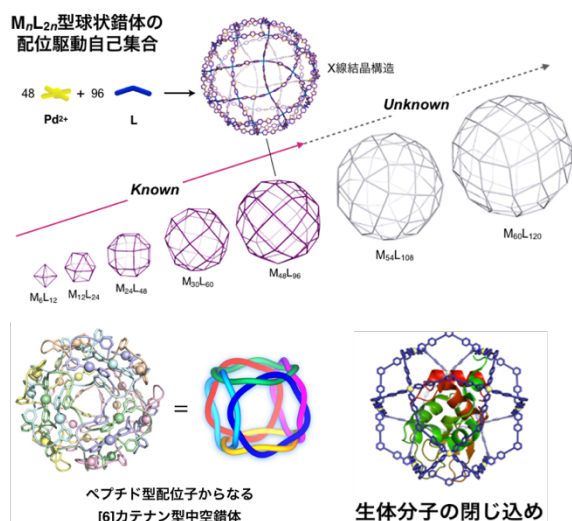 MnL2n型球状錯体の
配位駆動自己集合
48 + 96
Pd2+ L
X線結晶構造
Unknown
Known
M6L12
M12L24
M24L48
M30L60
M48L96
M54L108
M60L120
=
ペプチド型配位子からなる
[6]カテナン型中空錯体
生体分子の閉じ込め